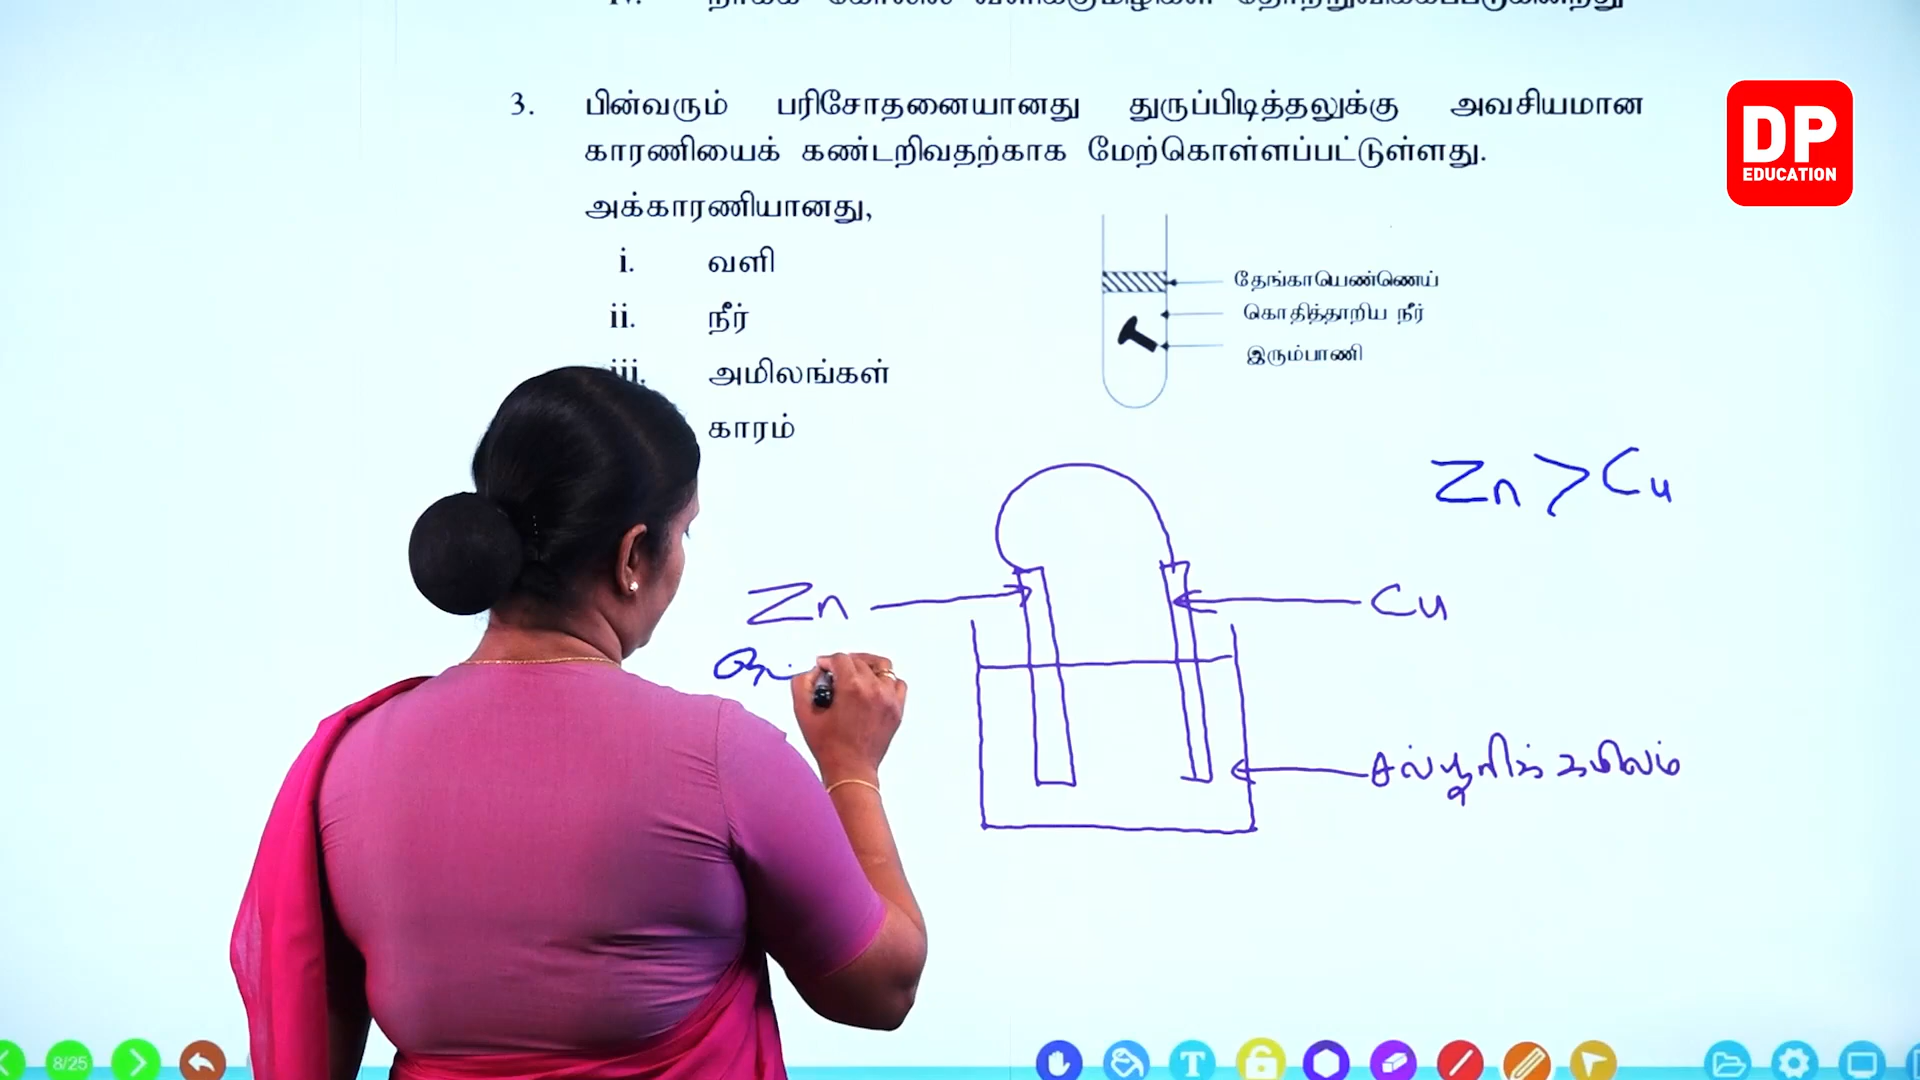 3. பின்வரும் பரிசோதனையானது துருப்பிடித்தலுக்கு அவசியமான
காரணியைக் கண்டறிவதற்காக மேற்கொள்ளப்பட்டுள்ளது.
அக்காரணியானது,
i. வளி
ii. நீர்
iii. அமிலங்கள்
காரம்
தேங்காயெண்ணெய்
கொதித்தாறிய நீர்
இரும்பாணி
DP
EDUCATION
Zn > Cu
Zn
Cu
சல்பூரிக்கமிலம்
8/25
T